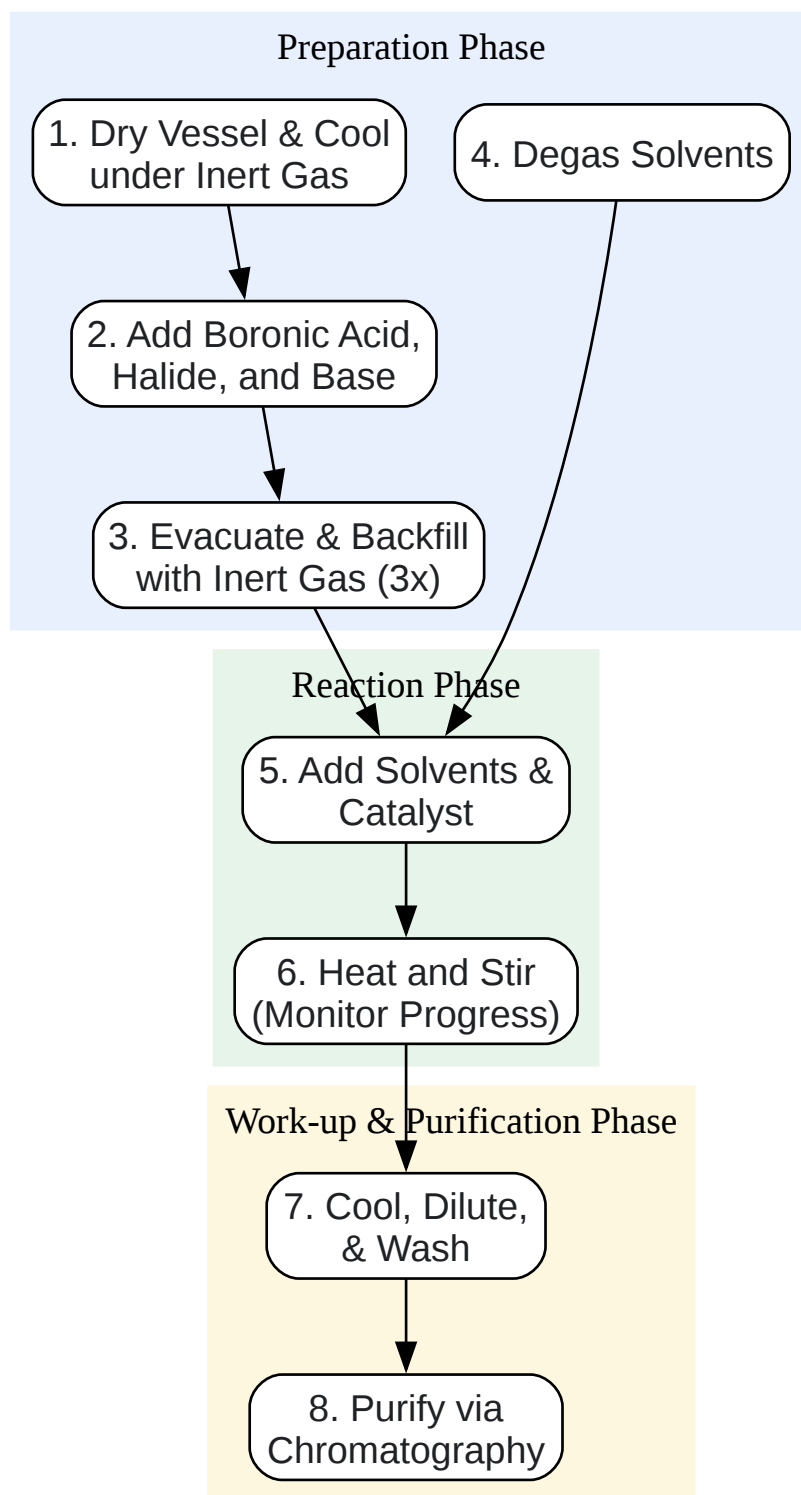 Preparation Phase
1. Dry Vessel & Cool
under Inert Gas
4. Degas Solvents
2. Add Boronic Acid,
Halide, and Base
3. Evacuate & Backfill
with Inert Gas (3x)
Reaction Phase
5. Add Solvents &
Catalyst
6. Heat and Stir
(Monitor Progress)
Work-up & Purification Phase
7. Cool, Dilute,
& Wash
8. Purify via
Chromatography